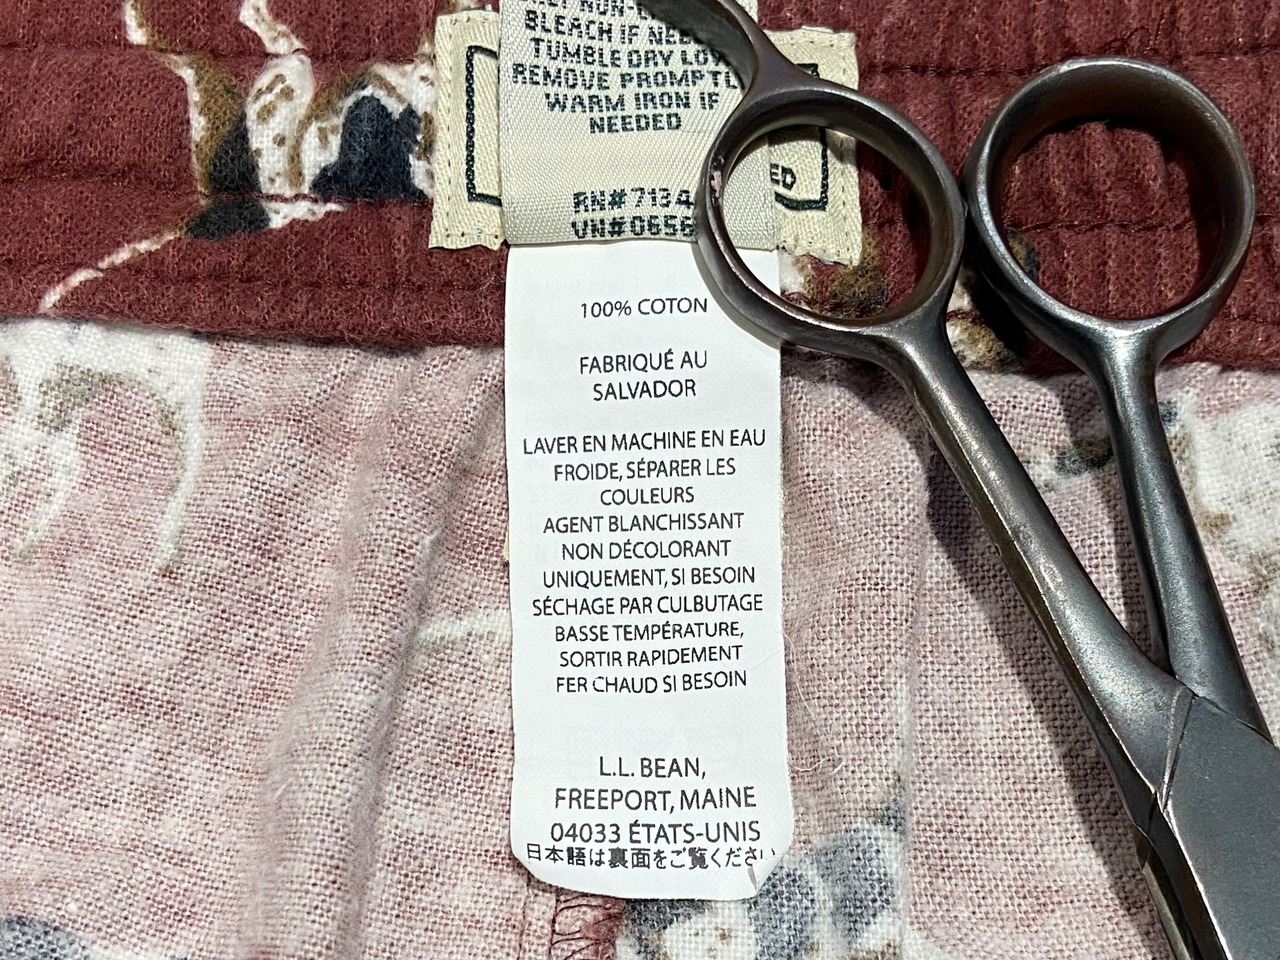 BLEACH IF
TUMBLE DRY LOW
REMOVE
WARM IRON IF
NEEDED
100% COTON
FABRIQUÉ AU
SALVADOR
LAVER EN MACHINE EN EAU
FROIDE, SÉPARER LES
COULEURS
AGENT BLANCHISSANT
NON DÉCOLORANT
UNIQUEMENT, SI BESOIN
SÉCHAGE PAR CULBUTAGE
BASSE TEMPÉRATURE,
SORTIR RAPIDEMENT
FER CHAUD SI BESOIN
L.L. BEAN,
FREEPORT, MAINE
04033 ÉTATS-UNIS
日本語は裏面をご覧ください